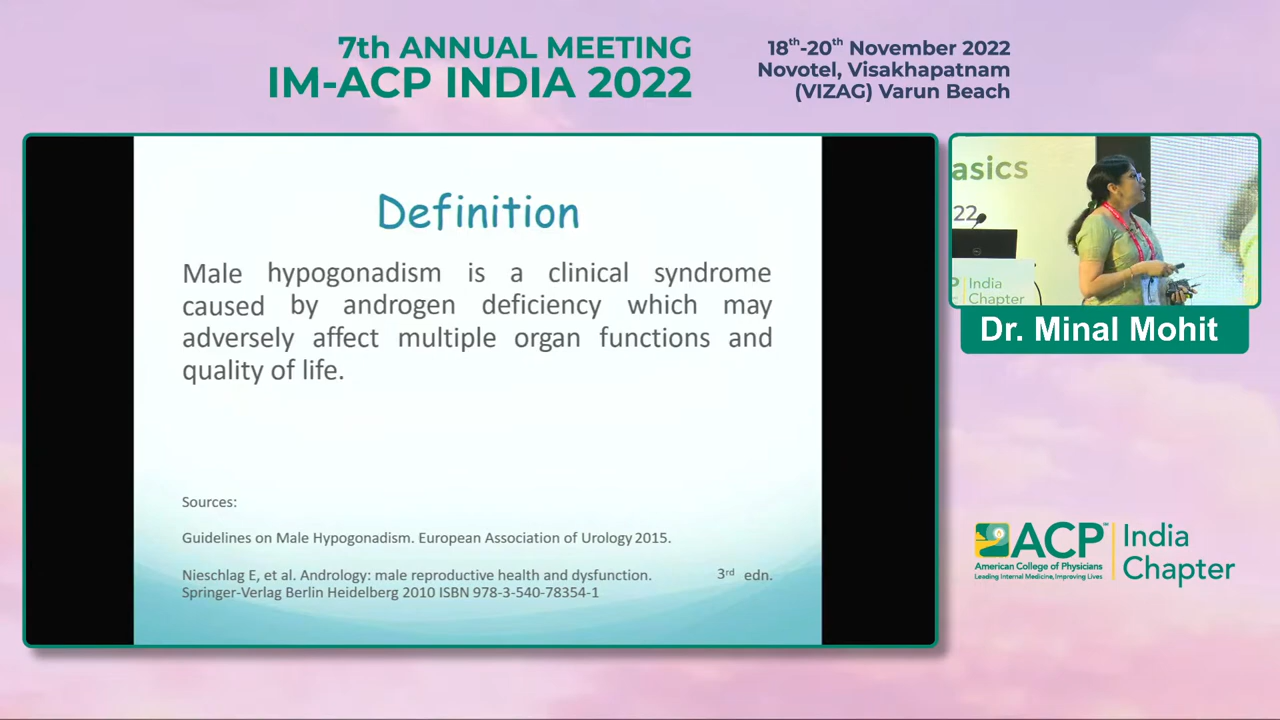 7th ANNUAL MEETING
IM-ACP INDIA 2022
18th-20th November 2022
Novotel, Visakhapatnam
(VIZAG) Varun Beach
Definition
Male hypogonadism is a clinical syndrome
caused by androgen deficiency which may
adversely affect multiple organ functions and
quality of life.
Sources:
Guidelines on Male Hypogonadism. European Association of Urology 2015.
Nieschlag E, et al. Andrology: male reproductive health and dysfunction. 3rd edn.
Springer-Verlag Berlin Heidelberg 2010 ISBN 978-3-540-78354-1
asics
22
India
Chapter
Dr. Minal Mohit
ACP
American College of Physicians
Leading Internal Medicine, Improving Lives
India
Chapter